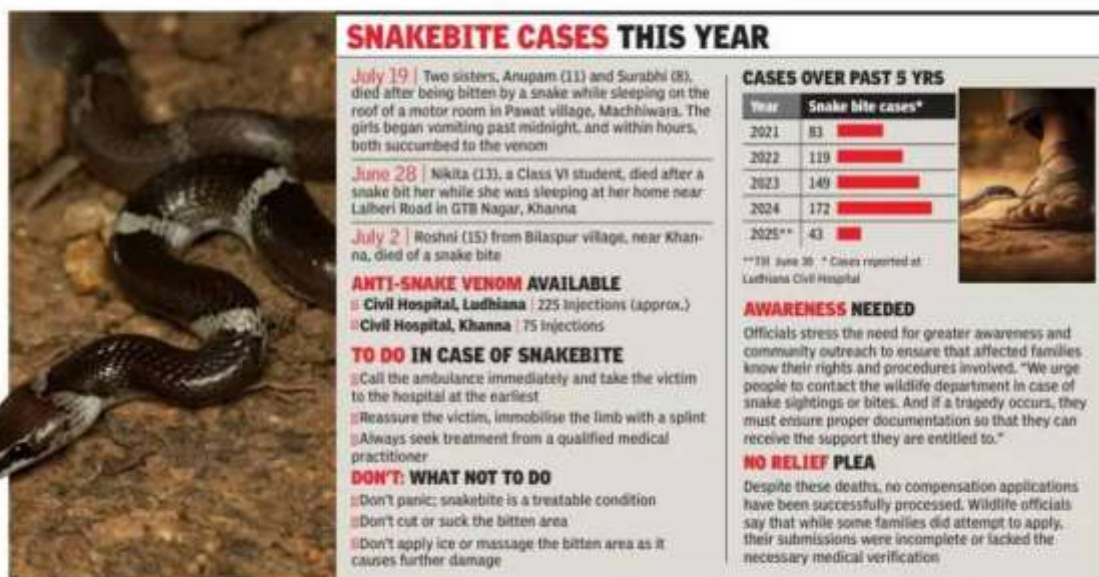 SNAKEBITE CASES THIS YEAR
July 19 | Two sisters, Anupam (11) and Surabhi (8),
died after being bitten by a snake while sleeping on the
roof of a motor room in Pawat village, Machhiwara. The
girls began vomiting past midnight, and within hours,
both succumbed to the venom
June 28 | Nikita (13), a Class VI student, died after a
snake bit her while she was sleeping at her home near
Lalheri Road in GTB Nagar, Khanna
July 2 | Roshni (15) from Bilaspur village, near Khan-
na, died of a snake bite
ANTI-SNAKE VENOM AVAILABLE
Civil Hospital, Ludhiana | 225 Injections (approx.)
Civil Hospital, Khanna | 75 Injections
TO DO IN CASE OF SNAKEBITE
Call the ambulance immediately and take the victim
to the hospital at the earliest
Reassure the victim, immobilise the limb with a splint
Always seek treatment from a qualified medical
practitioner
DON'T: WHAT NOT TO DO
Don't panic; snakebite is a treatable condition
Don't cut or suck the bitten area
Don't apply ice or massage the bitten area as it
causes further damage
CASES OVER PAST 5 YRS
Year Snake bite cases*
2021 83
2022 119
2023 149
2024 172
2025** 43
**Till June 30 * Cases reported at
Ludhiana Civil Hospital
AWARENESS NEEDED
Officials stress the need for greater awareness and
community outreach to ensure that affected families
know their rights and procedures involved. "We urge
people to contact the wildlife department in case of
snake sightings or bites. And if a tragedy occurs, they
must ensure proper documentation so that they can
receive the support they are entitled to."
NO RELIEF PLEA
Despite these deaths, no compensation applications
have been successfully processed. Wildlife officials
say that while some families did attempt to apply,
their submissions were incomplete or lacked the
necessary medical verification